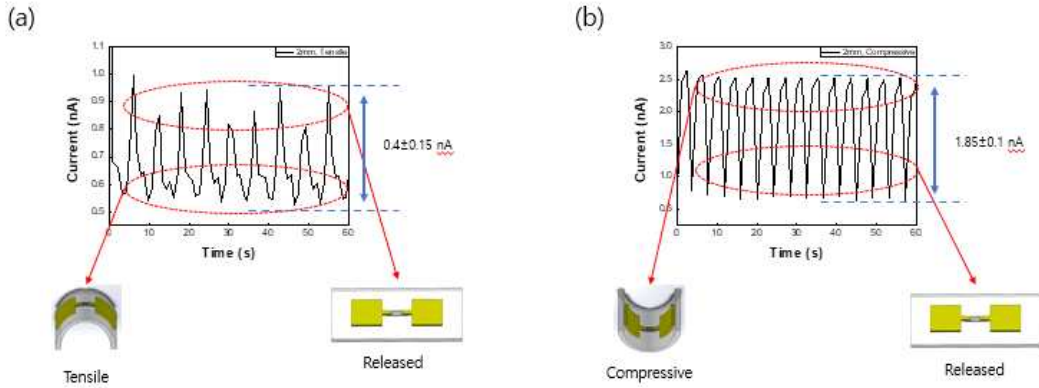 (a)
2mm, Tensile
Current (nA)
1.1
1.0
0.9
0.8
0.7
0.6
0.5
0 10 20 30 40 50 60
Time (s)
0.4±0.15 nA
Tensile
Released
(b)
2mm, Compressive
Current (nA)
3.0
2.5
2.0
1.5
1.0
0.5
0 10 20 30 40 50 60
Time (s)
1.85±0.1 nA
Compressive
Released